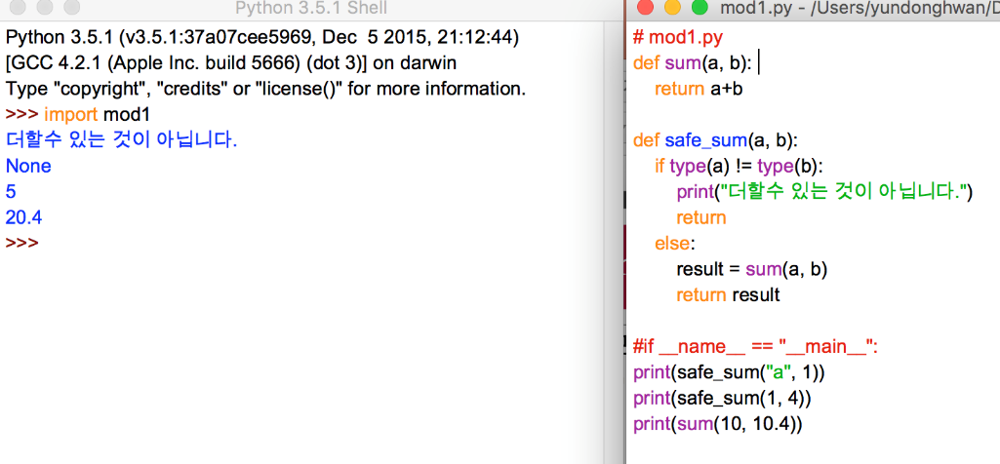 Python 3.5.1 Shell
Python 3.5.1 (v3.5.1:37a07cee5969, Dec  5 2015, 21:12:44)
[GCC 4.2.1 (Apple Inc. build 5666) (dot 3)] on darwin
Type "copyright", "credits" or "license()" for more information.
>>> import mod1
더할수 있는 것이 아닙니다.
None
5
20.4
>>>
mod1.py - /Users/yundonghwan/D
# mod1.py
def sum(a, b):
    return a+b

def safe_sum(a, b):
    if type(a) != type(b):
        print("더할수 있는 것이 아닙니다.")
        return
    else:
        result = sum(a, b)
        return result

#if __name__ == "__main__":
print(safe_sum("a", 1))
print(safe_sum(1, 4))
print(sum(10, 10.4))